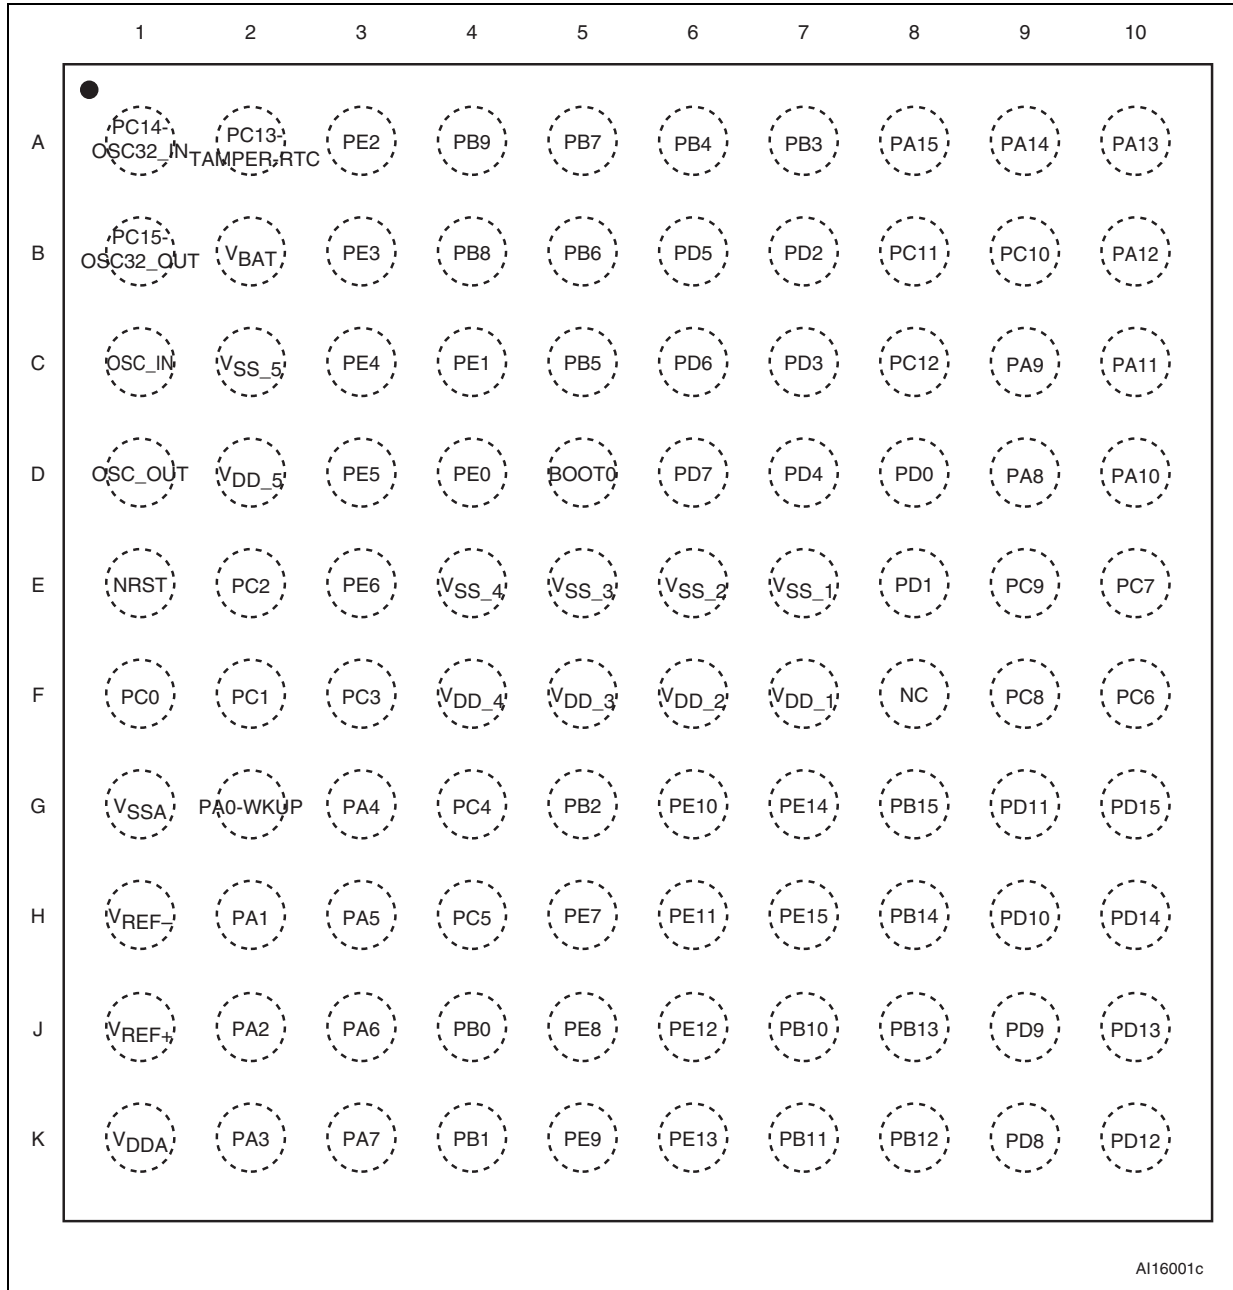 1 2 3 4 5 6 7 8 9 10
A PC14-OSC32_IN PC13-TAMPER-RTC PE2 PB9 PB7 PB4 PB3 PA15 PA14 PA13
B PC15-OSC32_OUT VBAT PE3 PB8 PB6 PD5 PD2 PC11 PC10 PA12
C OSC_IN VSS_5 PE4 PE1 PB5 PD6 PD3 PC12 PA9 PA11
D OSC_OUT VDD_5 PE5 PE0 BOOT0 PD7 PD4 PD0 PA8 PA10
E NRST PC2 PE6 VSS_4 VSS_3 VSS_2 VSS_1 PD1 PC9 PC7
F PC0 PC1 PC3 VDD_4 VDD_3 VDD_2 VDD_1 NC PC8 PC6
G VSSA PA0-WKUP PA4 PC4 PB2 PE10 PE14 PB15 PD11 PD15
H VREF– PA1 PA5 PC5 PE7 PE11 PE15 PB14 PD10 PD14
J VREF+ PA2 PA6 PB0 PE8 PE12 PB10 PB13 PD9 PD13
K VDDA PA3 PA7 PB1 PE9 PE13 PB11 PB12 PD8 PD12
AI16001c